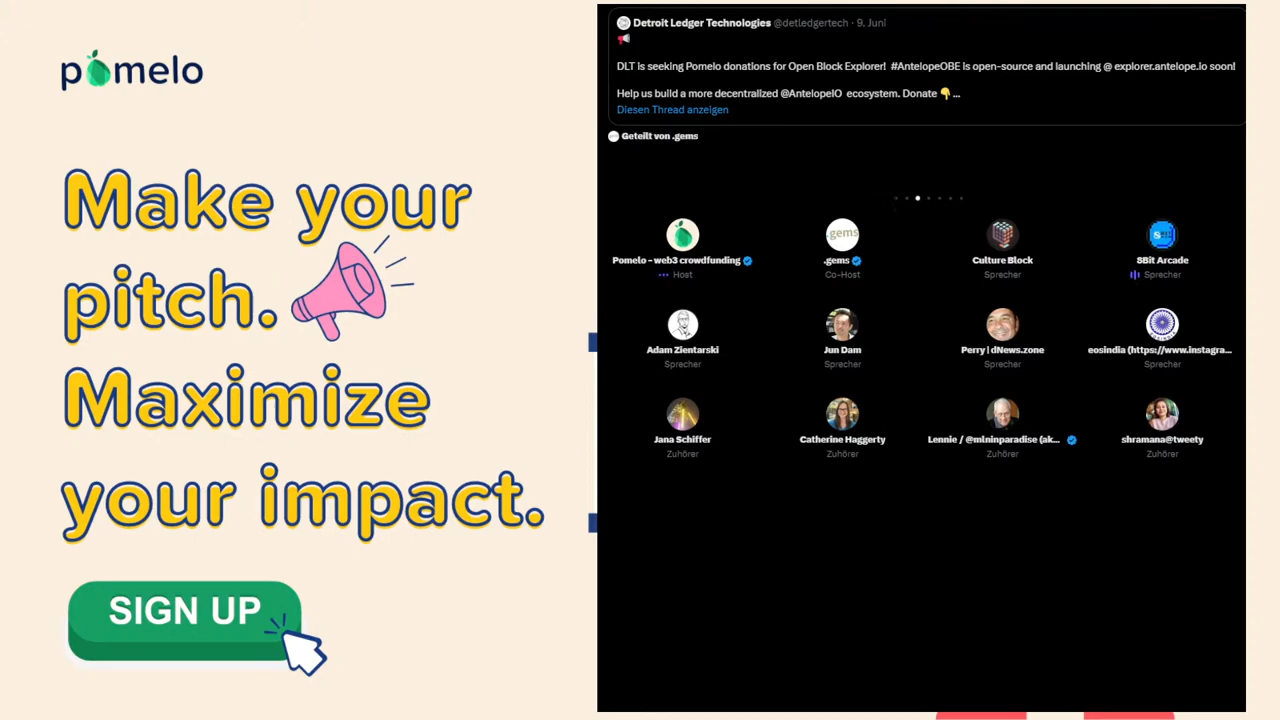 pomelo
Make your
pitch.
Maximize
your impact.
SIGN UP
Detroit Ledger Technologies @detledgertech · 9. Juni
DLT is seeking Pomelo donations for Open Block Explorer! #AntelopeOBE is open-source and launching @ explorer.antelope.io soon!
Help us build a more decentralized @AntelopeIO ecosystem. Donate 👇 ...
Diesen Thread anzeigen
Geteilt von .gems
.gems
8BIT
Pomelo - web3 crowdfunding
Host
.gems
Co-Host
Culture Block
Sprecher
8Bit Arcade
Sprecher
Adam Zientarski
Sprecher
Jun Dam
Sprecher
Perry | dNews.zone
Sprecher
eosindia (https://www.instagra...
Sprecher
Jana Schiffer
Zuhörer
Catherine Haggerty
Zuhörer
Lennie / @mlninparadise (ak...
Zuhörer
shramana@tweety
Zuhörer